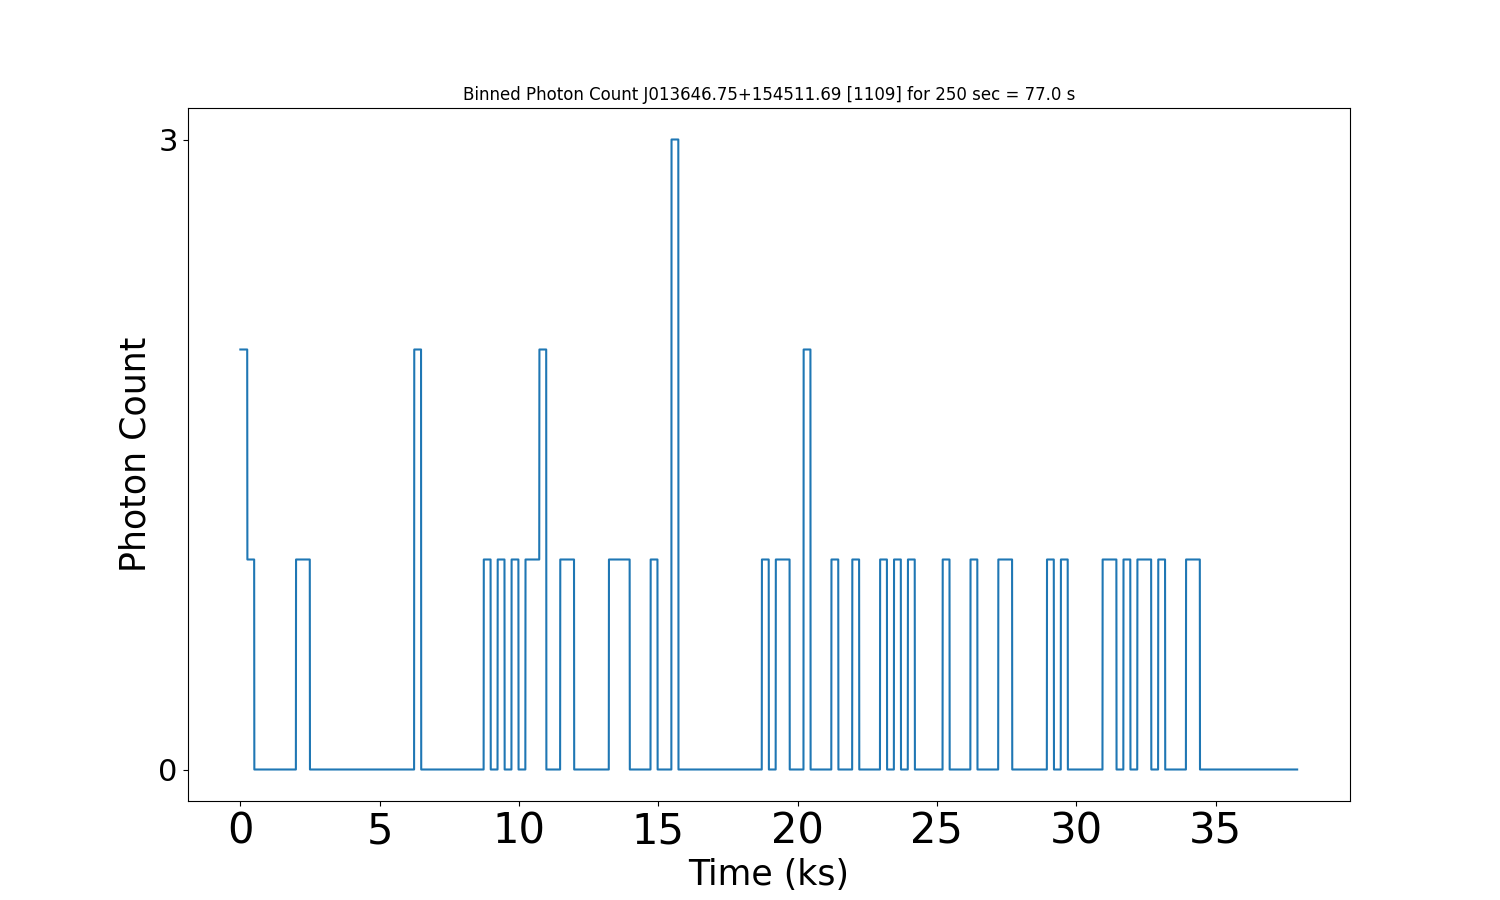 Binned Photon Count J013646.75+154511.69 [1109] for 250 sec = 77.0 s
3
Photon Count
0
0 5 10 15 20 25 30 35
Time (ks)